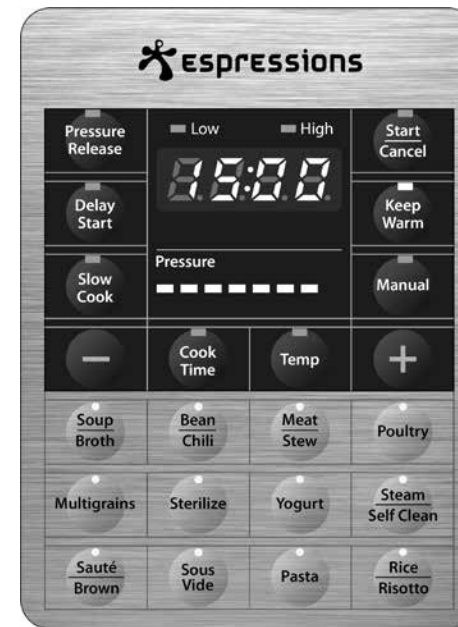 espressions
Pressure
Release
Low
High
Start
Cancel
15:00
Delay
Start
Keep
Warm
Pressure
Slow
Cook
Manual
−
Cook
Time
Temp
+
Soup
Broth
Bean
Chili
Meat
Stew
Poultry
Multigrains
Sterilize
Yogurt
Steam
Self Clean
Sauté
Brown
Sous
Vide
Pasta
Rice
Risotto